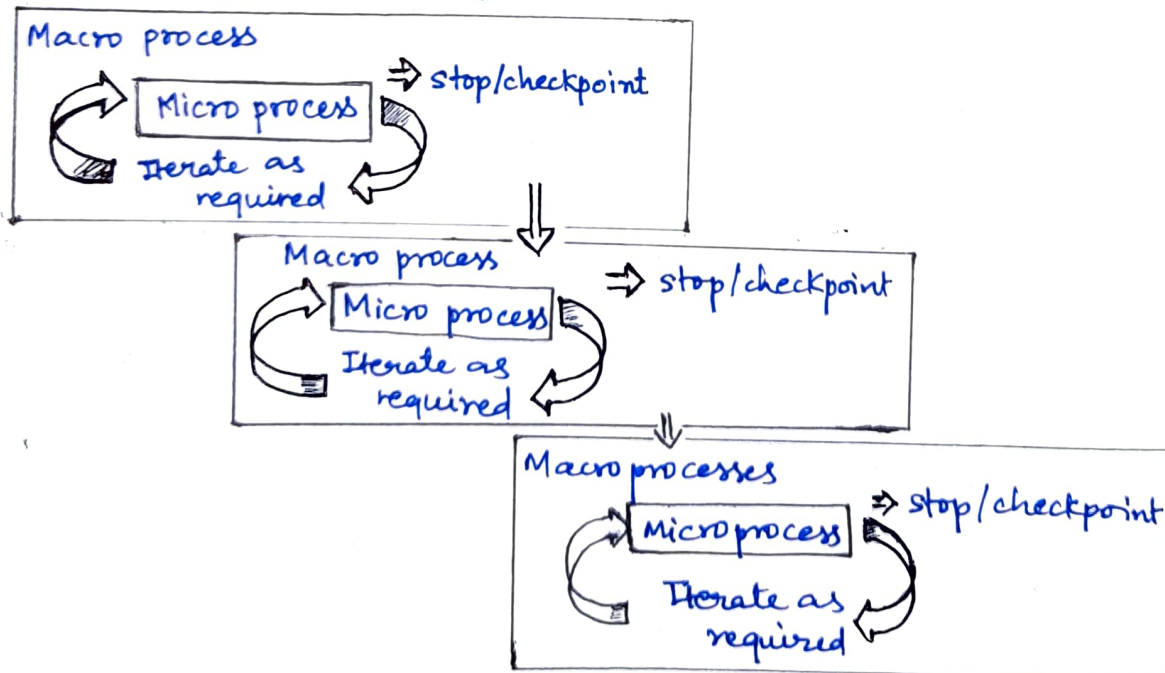 Macro process
stop/checkpoint
Micro process
Iterate as
required
Macro process
stop/checkpoint
Micro process
Iterate as
required
Macro processes
stop/checkpoint
Micro process
Iterate as
required